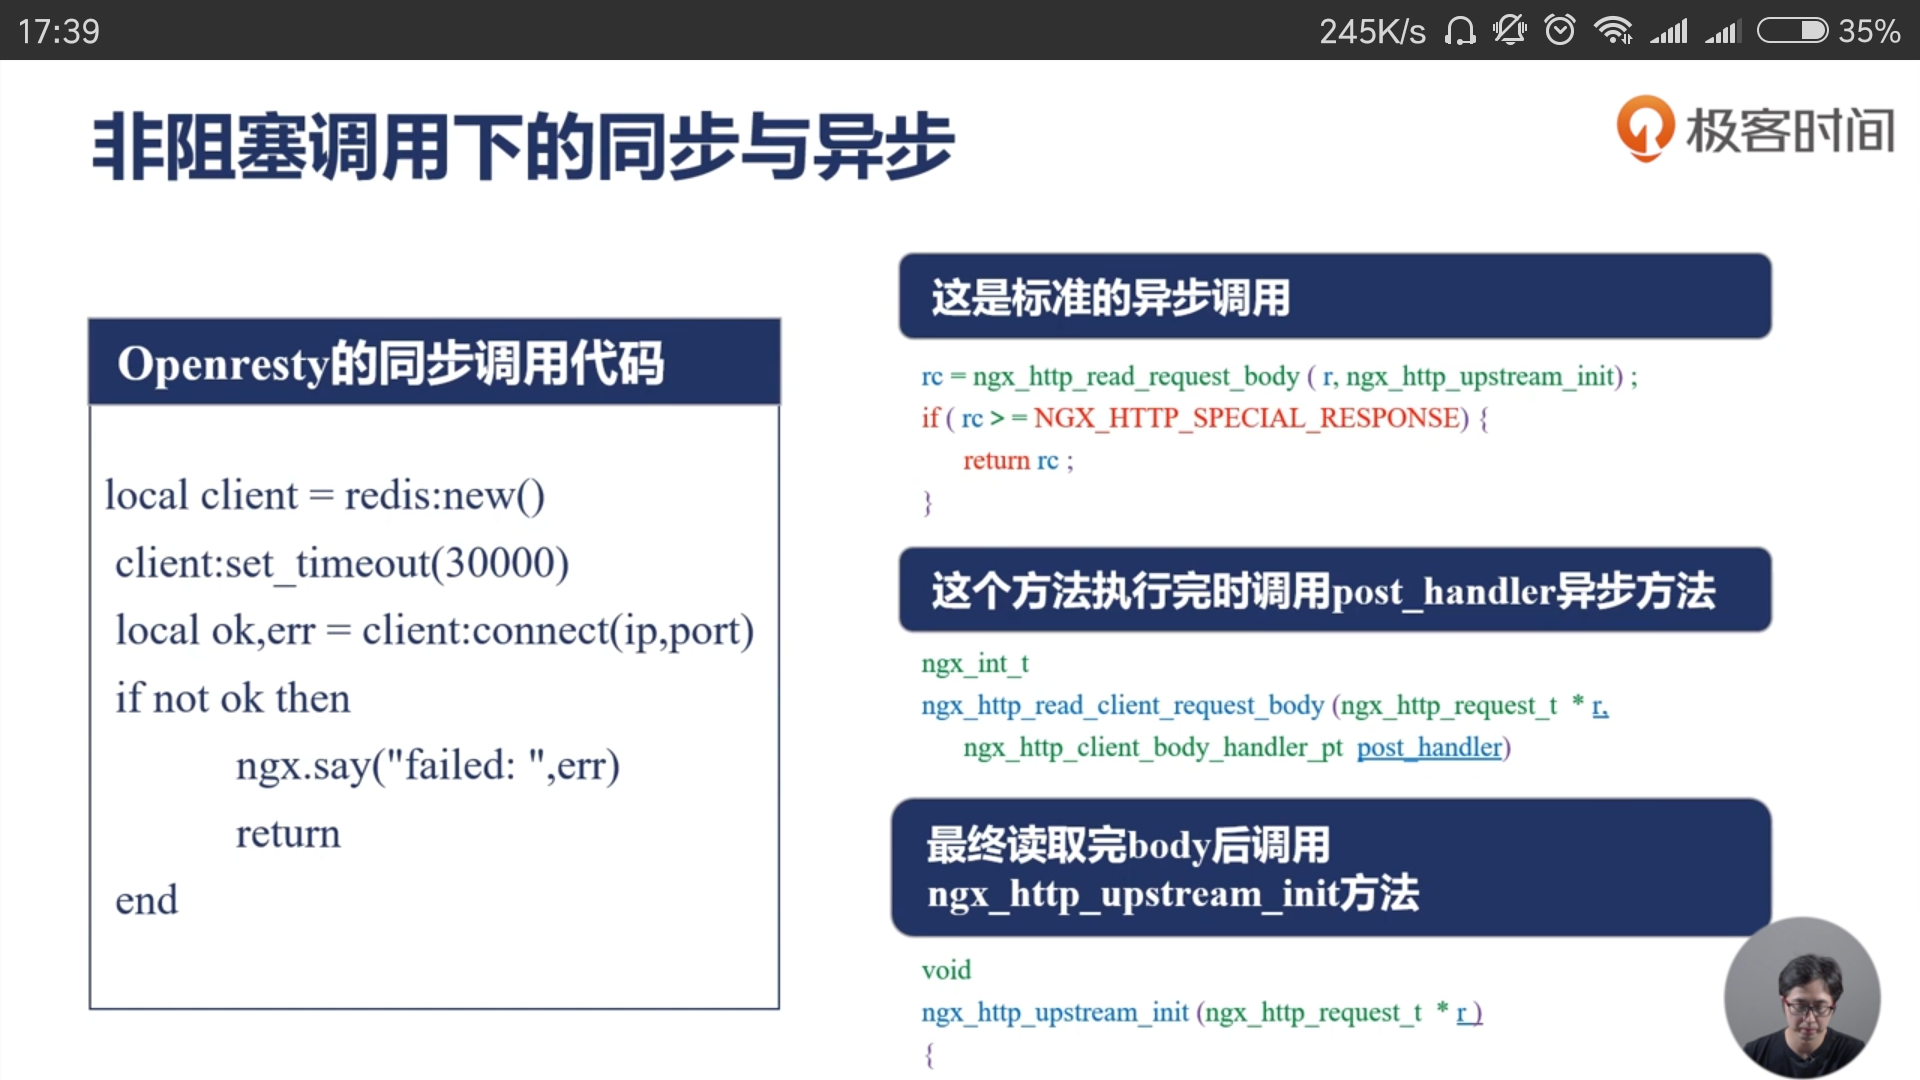 17:39
245K/s
35%
非阻塞调用下的同步与异步
极客时间
Openresty的同步调用代码
local client = redis:new()
client:set_timeout(30000)
local ok,err = client:connect(ip,port)
if not ok then
ngx.say("failed: ",err)
return
end
这是标准的异步调用
rc = ngx_http_read_request_body ( r, ngx_http_upstream_init) ;
if ( rc > = NGX_HTTP_SPECIAL_RESPONSE) {
return rc ;
}
这个方法执行完时调用post_handler异步方法
ngx_int_t
ngx_http_read_client_request_body (ngx_http_request_t * r,
ngx_http_client_body_handler_pt post_handler)
最终读取完body后调用
ngx_http_upstream_init方法
void
ngx_http_upstream_init (ngx_http_request_t * r )
{